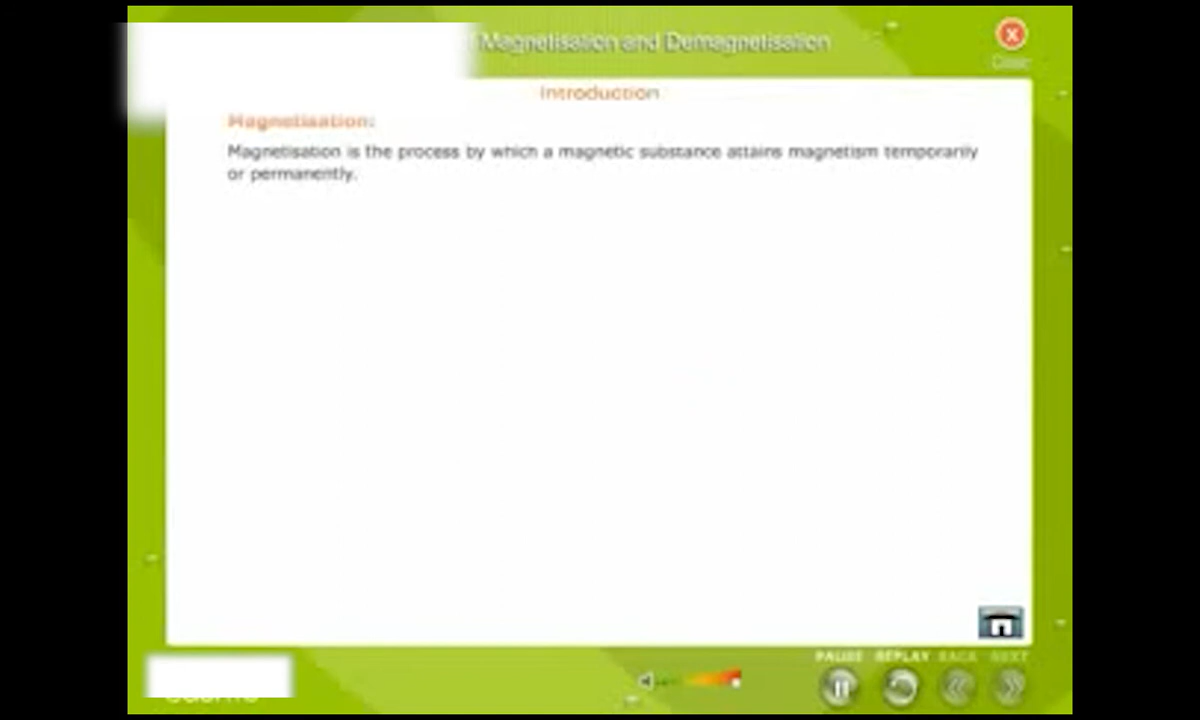 Magnetisation and Demagnetisation
Close
Introduction
Magnetisation:
Magnetisation is the process by which a magnetic substance attains magnetism temporarily
or permanently.
PAUSE REPLAY BACK NEXT